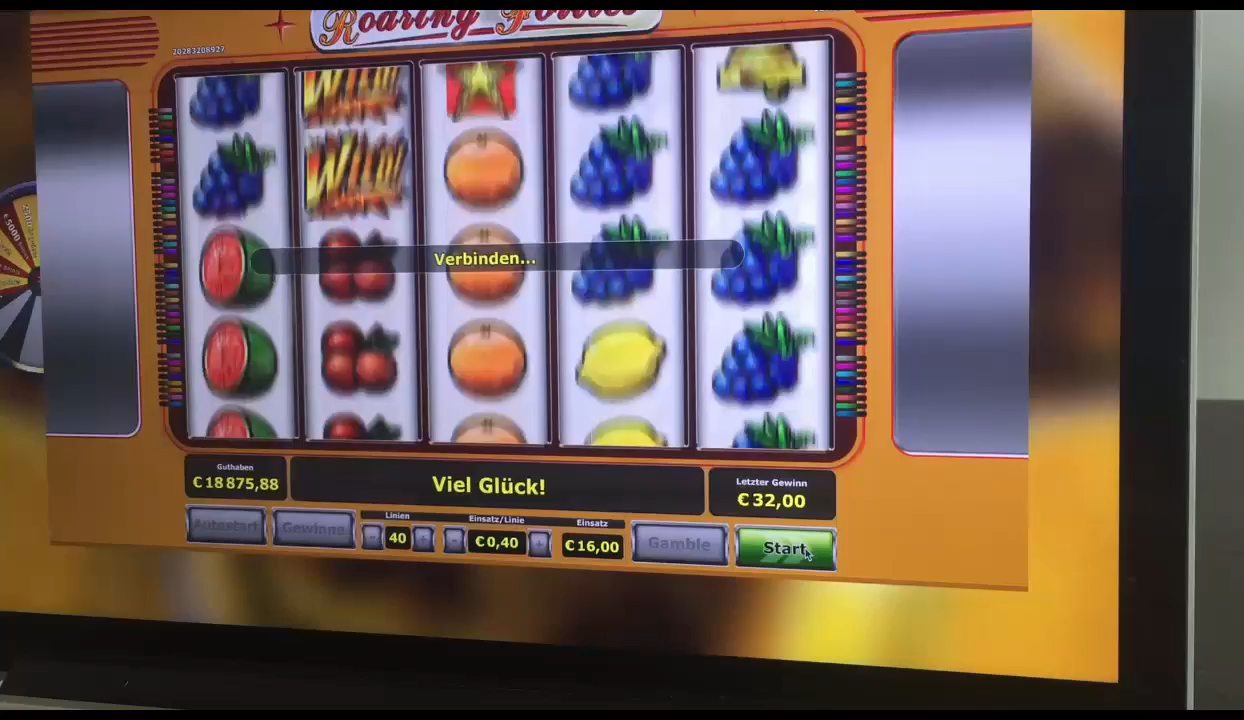 Roaring Forties
20283208927
Wild
Wild
5000
Verbinden...
Guthaben
€ 18 875,88
Viel Glück!
Letzter Gewinn
€ 32,00
Autostart
Gewinne
Linien
- 40 +
Einsatz/Linie
- € 0,40 +
Einsatz
€ 16,00
Gamble
Start